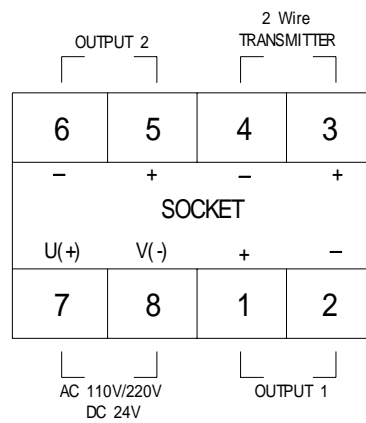 2 Wire
OUTPUT 2 TRANSMITTER
6 5 4 3
– + – +
SOCKET
U(+) V(-) + –
7 8 1 2
AC 110V/220V OUTPUT 1
DC 24V